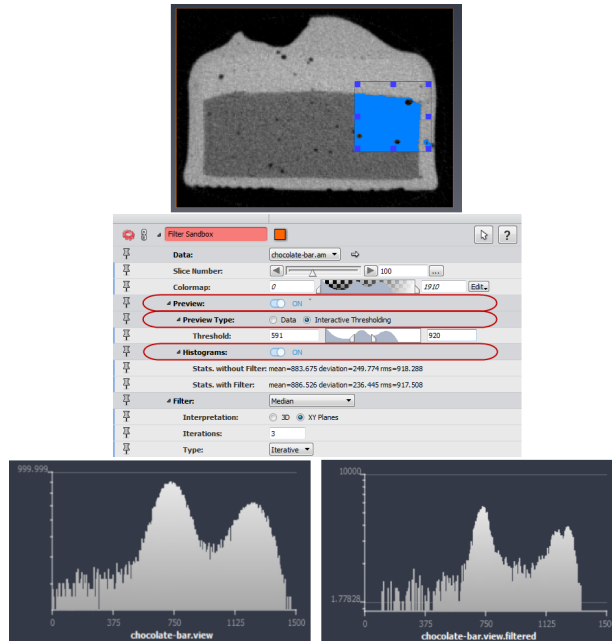 Filter Sandbox
?
Data: chocolate-bar.am
Slice Number: 100 ...
Colormap: 0 1910 Edit..
Preview: ON
Preview Type: Data Interactive Thresholding
Threshold: 591 920
Histograms: ON
Stats. without Filter: mean=883.675 deviation=249.774 rms=918.288
Stats. with Filter: mean=886.526 deviation=236.445 rms=917.508
Filter: Median
Interpretation: 3D XY Planes
Iterations: 3
Type: Iterative
999.999
0 375 750 1125 1500
chocolate-bar.view
10000
1.77828
0 375 750 1125 150
chocolate-bar.view.filtered